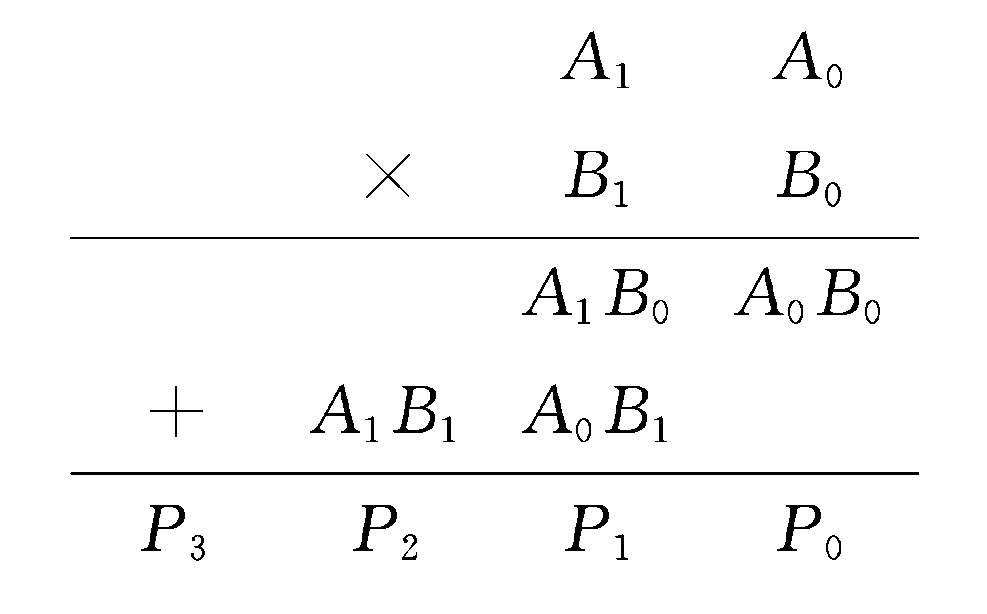 A₁ A₀
× B₁ B₀
A₁B₀ A₀B₀
+ A₁B₁ A₀B₁
P₃ P₂ P₁ P₀